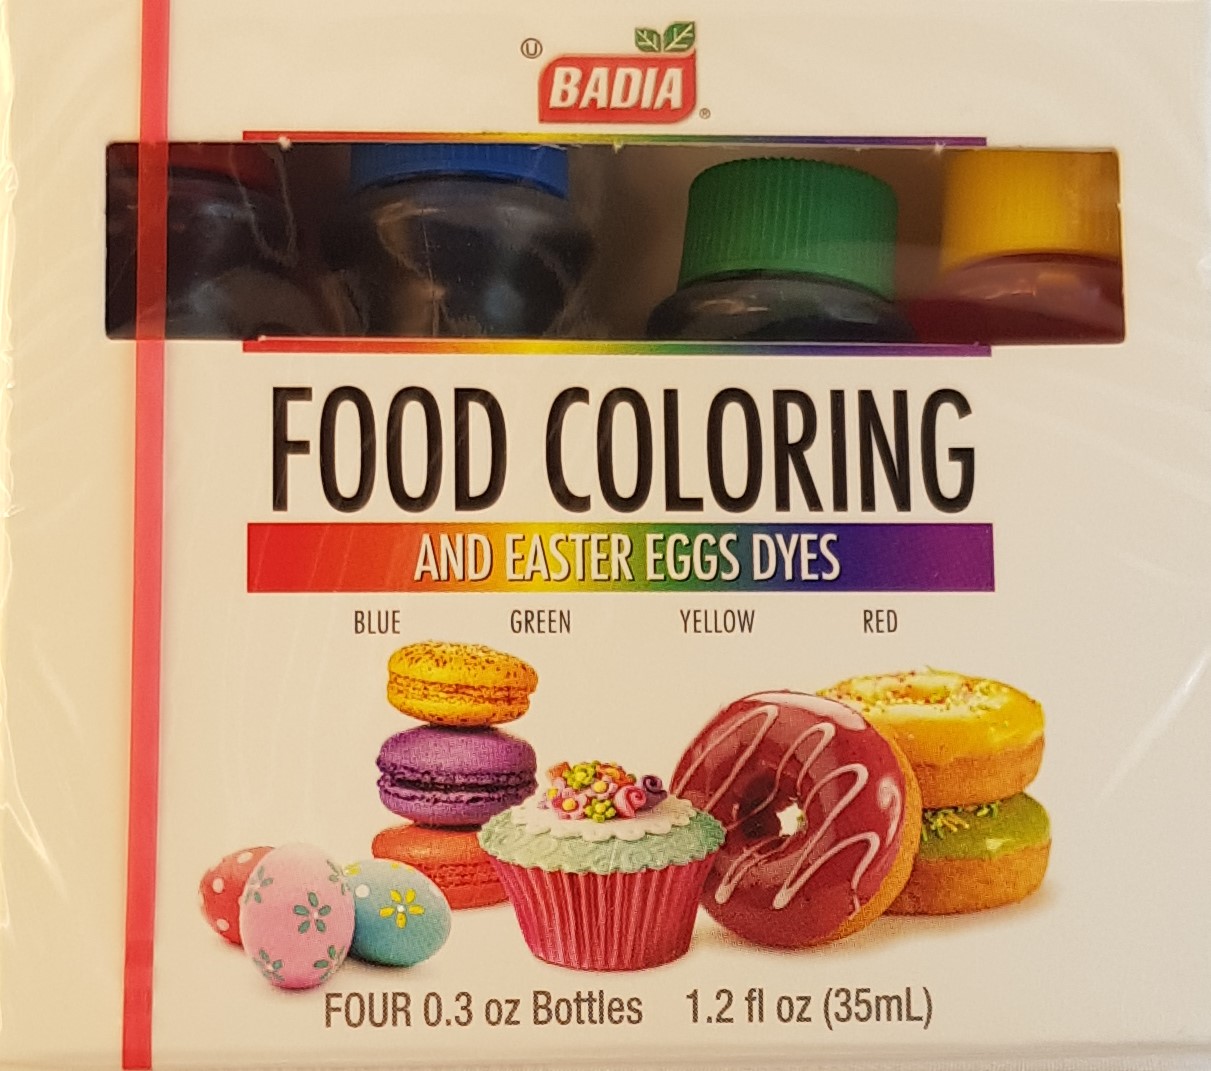 U
BADIA®
FOOD COLORING
AND EASTER EGGS DYES
BLUE GREEN YELLOW RED
FOUR 0.3 oz Bottles 1.2 fl oz (35mL)